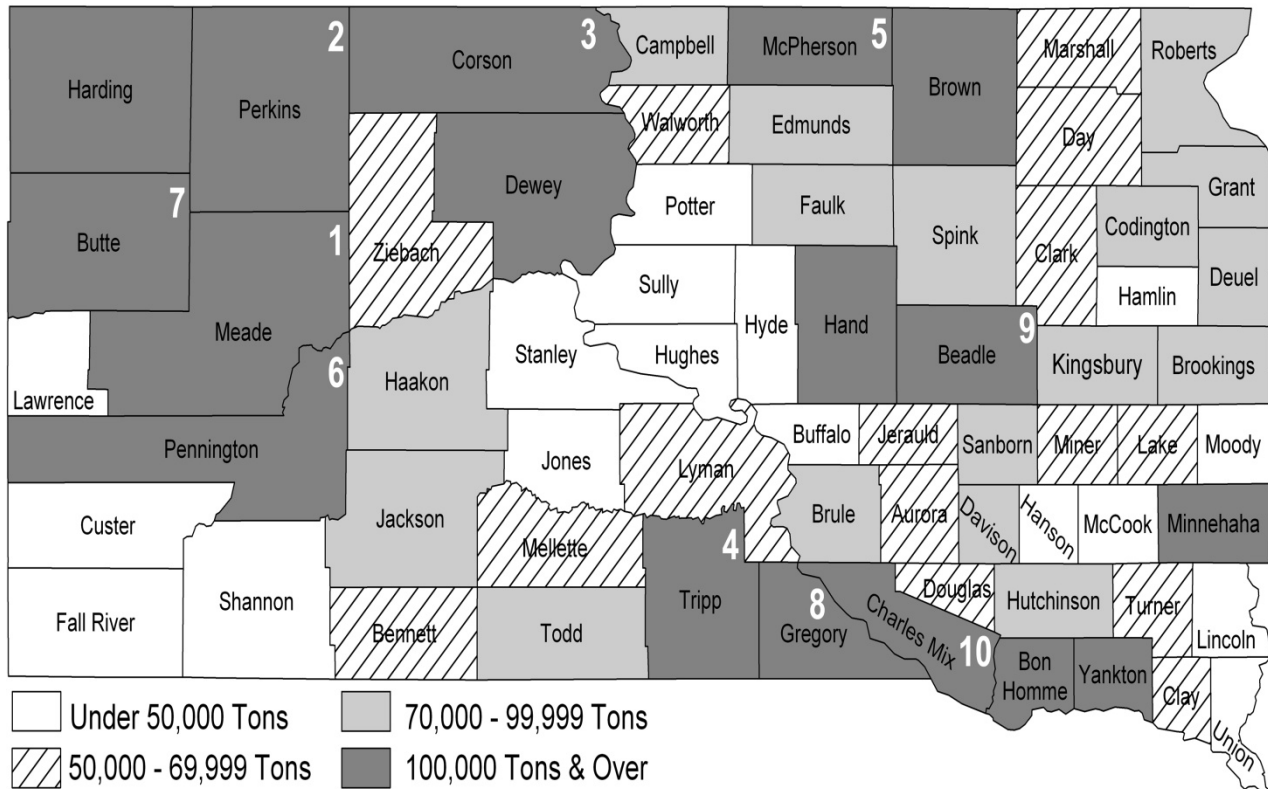 2
3
5
Campbell
McPherson
Marshall
Roberts
Corson
Harding
Perkins
Brown
Walworth
Edmunds
Day
7
Dewey
Grant
Potter
Faulk
Codington
Butte
1
Ziebach
Spink
Clark
Deuel
Sully
Hamlin
Meade
Hyde
Hand
9
Stanley
Hughes
Beadle
6
Haakon
Kingsbury
Brookings
Lawrence
Buffalo
Jerauld
Sanborn
Miner
Lake
Moody
Pennington
Jones
Lyman
Custer
Jackson
Brule
Aurora
Davison
Hanson
McCook
Minnehaha
Mellette
4
Shannon
Tripp
8
Douglas
Hutchinson
Turner
Fall River
Bennett
Todd
Gregory
Charles Mix
10
Lincoln
Bon
Homme
Yankton
Clay
Union
Under 50,000 Tons
70,000 - 99,999 Tons
50,000 - 69,999 Tons
100,000 Tons & Over